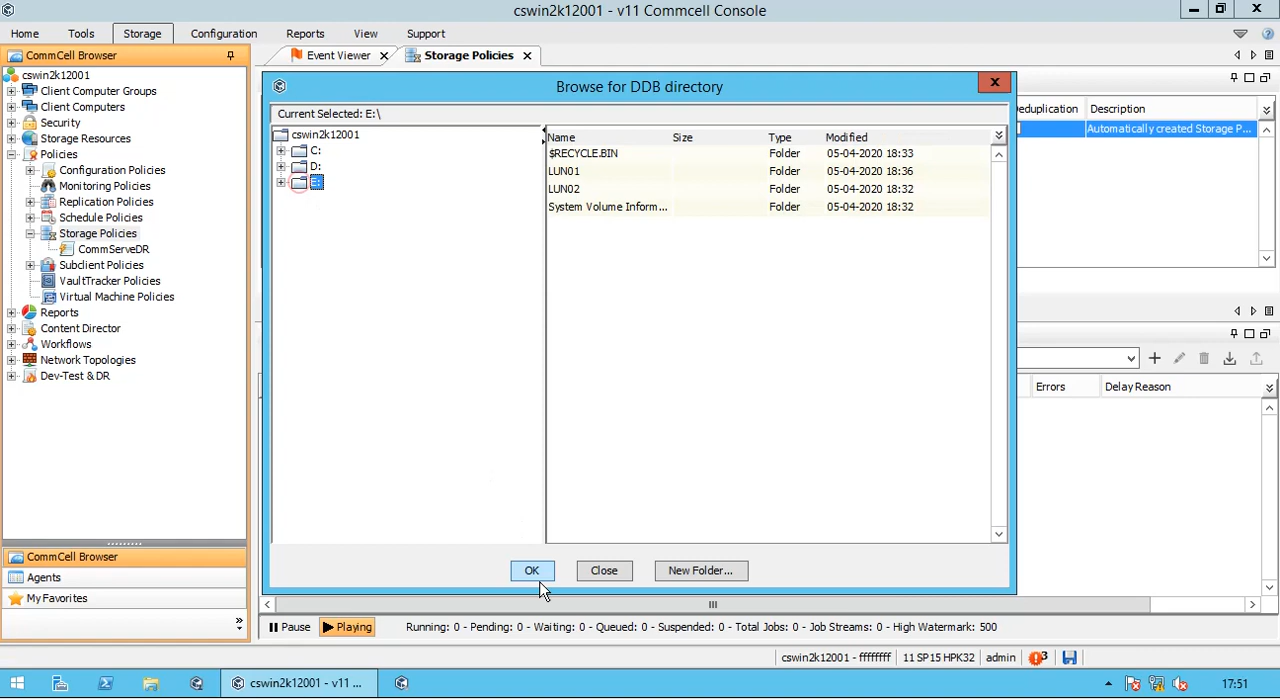 cswin2k12001 - v11 Commcell Console
Home Tools Storage Configuration Reports View Support
CommCell Browser
Event Viewer
Storage Policies
cswin2k12001
Client Computer Groups
Client Computers
Security
Storage Resources
Policies
Configuration Policies
Monitoring Policies
Replication Policies
Schedule Policies
Storage Policies
CommServeDR
Subclient Policies
VaultTracker Policies
Virtual Machine Policies
Reports
Content Director
Workflows
Network Topologies
Dev-Test & DR
CommCell Browser
Agents
My Favorites
Browse for DDB directory
Current Selected: E:\
cswin2k12001
C:
D:
E:
Name Size Type Modified
$RECYCLE.BIN Folder 05-04-2020 18:33
LUN01 Folder 05-04-2020 18:36
LUN02 Folder 05-04-2020 18:32
System Volume Inform... Folder 05-04-2020 18:32
OK Close New Folder...
Description
Automatically created Storage P...
Errors Delay Reason
Pause Playing Running: 0 - Pending: 0 - Waiting: 0 - Queued: 0 - Suspended: 0 - Total Jobs: 0 - Job Streams: 0 - High Watermark: 500
cswin2k12001 - ffffffff 11 SP15 HPK32 admin 3
cswin2k12001 - v11 ... 17:51